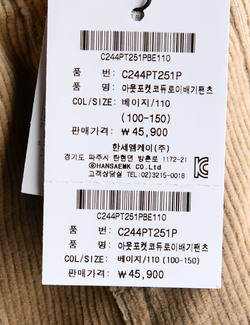 C244PT251PBE110
품 번: C244PT251P
품 명: 아웃포켓코듀로이배기팬츠
COL/SIZE: 베이지/110
(100-150)
판매가격: ₩ 45,900
한세엠케이(주)
경기도 파주시 탄현면 방촌로 1172-21
ⓗHANSAEMK CO.Ltd
고객상담실 TEL:02)3215-0018
C244PT251PBE110
품 번: C244PT251P
품 명: 아웃포켓코듀로이배기팬츠
COL/SIZE: 베이지/110 (100-150)
판매가격: ₩ 45,900